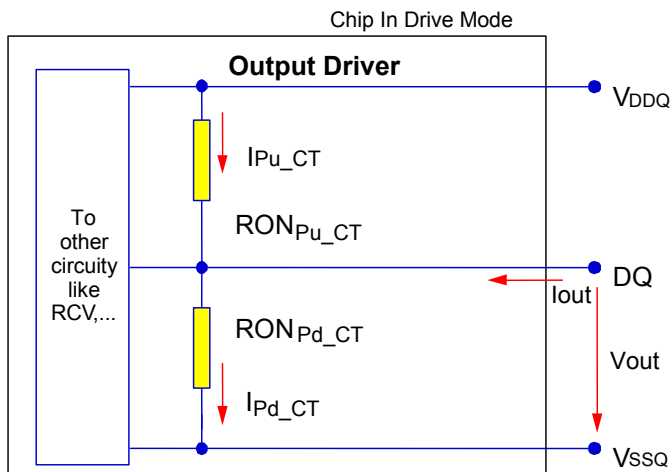 Chip In Drive Mode
Output Driver
VDDQ
IPu_CT
RONPu_CT
To
other
circuity
like
RCV,...
DQ
Iout
RONPd_CT
Vout
IPd_CT
VSSQ